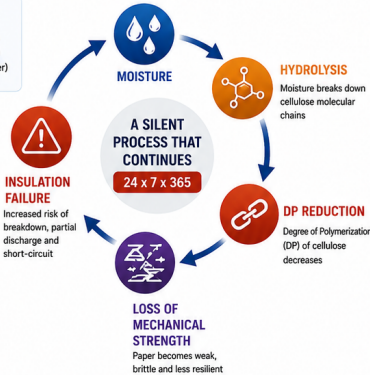 er)
MOISTURE
HYDROLYSIS
Moisture breaks down
cellulose molecular
chains
A SILENT
PROCESS THAT
CONTINUES
24 x 7 x 365
DP REDUCTION
Degree of Polymerization
(DP) of cellulose
decreases
LOSS OF
MECHANICAL
STRENGTH
Paper becomes weak,
brittle and less resilient
INSULATION
FAILURE
Increased risk of
breakdown, partial
discharge and
short-circuit